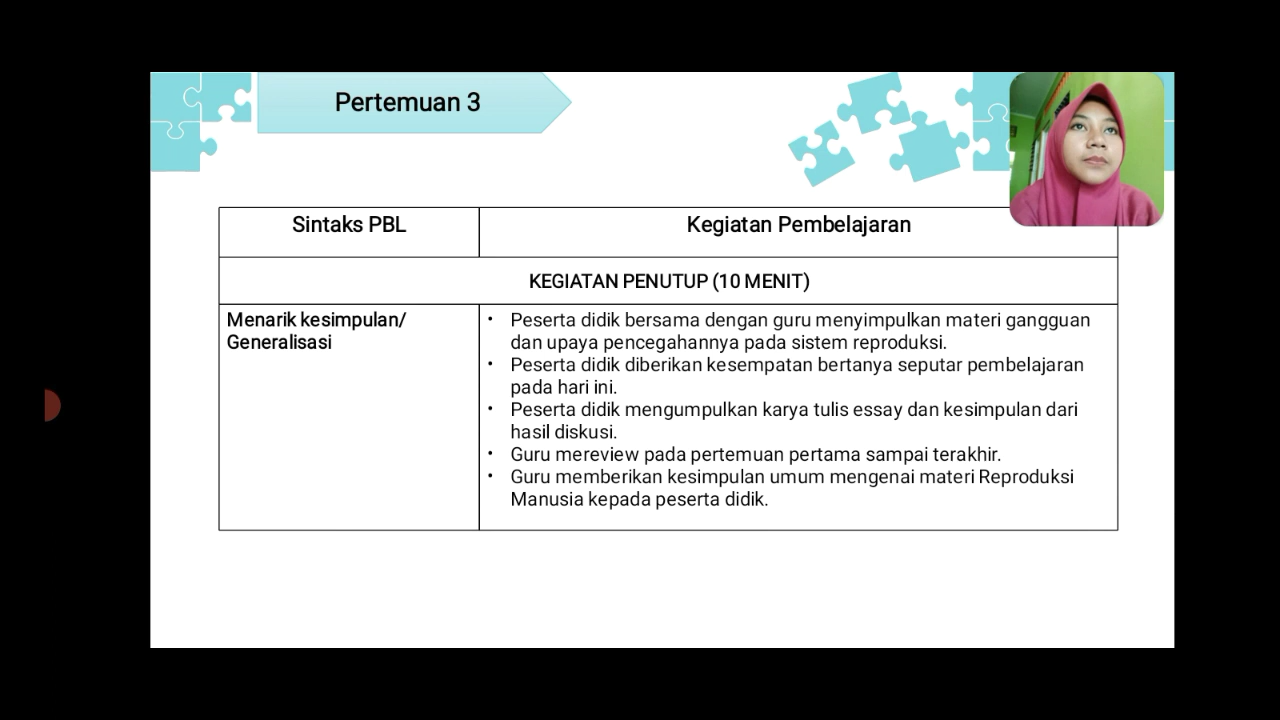 Pertemuan 3
Sintaks PBL
Kegiatan Pembelajaran
KEGIATAN PENUTUP (10 MENIT)
Menarik kesimpulan/
Generalisasi
• Peserta didik bersama dengan guru menyimpulkan materi gangguan
dan upaya pencegahannya pada sistem reproduksi.
• Peserta didik diberikan kesempatan bertanya seputar pembelajaran
pada hari ini.
• Peserta didik mengumpulkan karya tulis essay dan kesimpulan dari
hasil diskusi.
• Guru mereview pada pertemuan pertama sampai terakhir.
• Guru memberikan kesimpulan umum mengenai materi Reproduksi
Manusia kepada peserta didik.